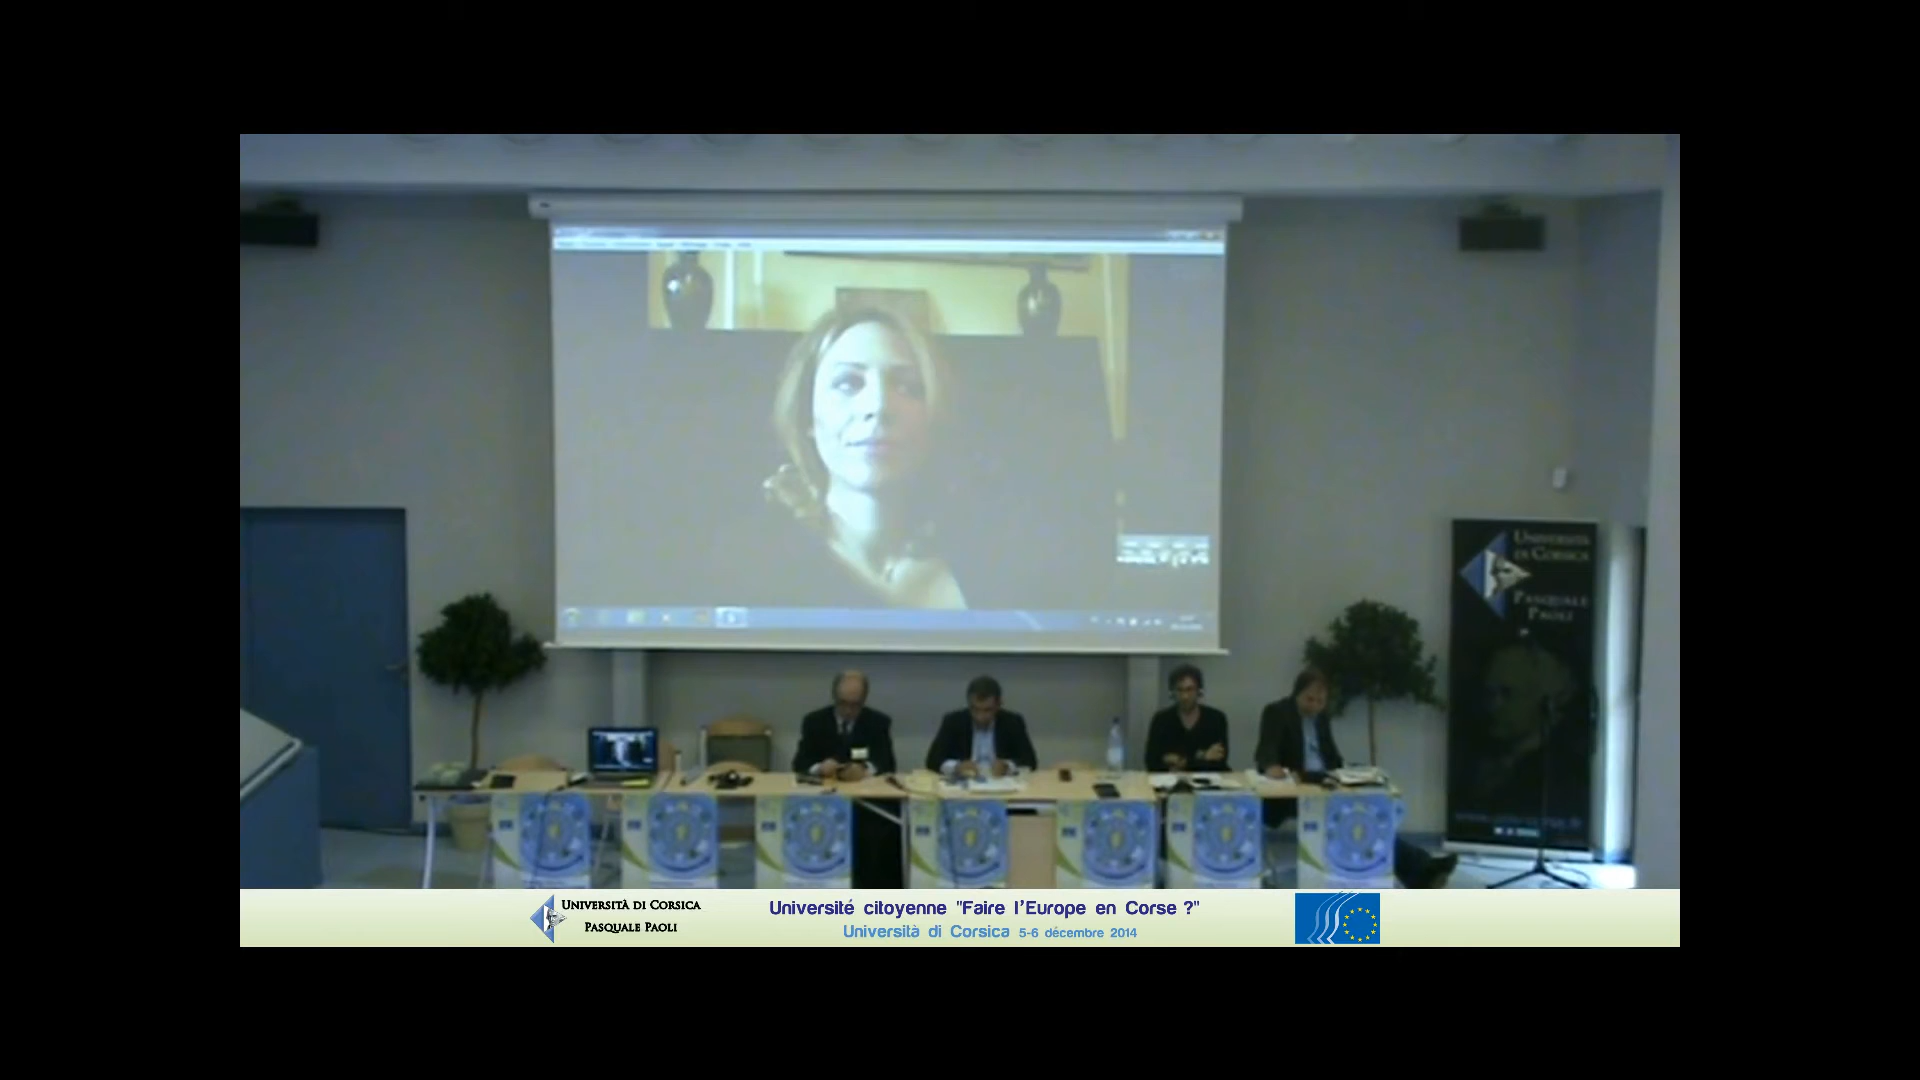 UNIVERSITÀ
DI CORSICA
PASQUALE
PAOLI
UNIVERSITÀ DI CORSICA
PASQUALE PAOLI
Université citoyenne "Faire l'Europe en Corse ?"
Università di Corsica 5-6 décembre 2014